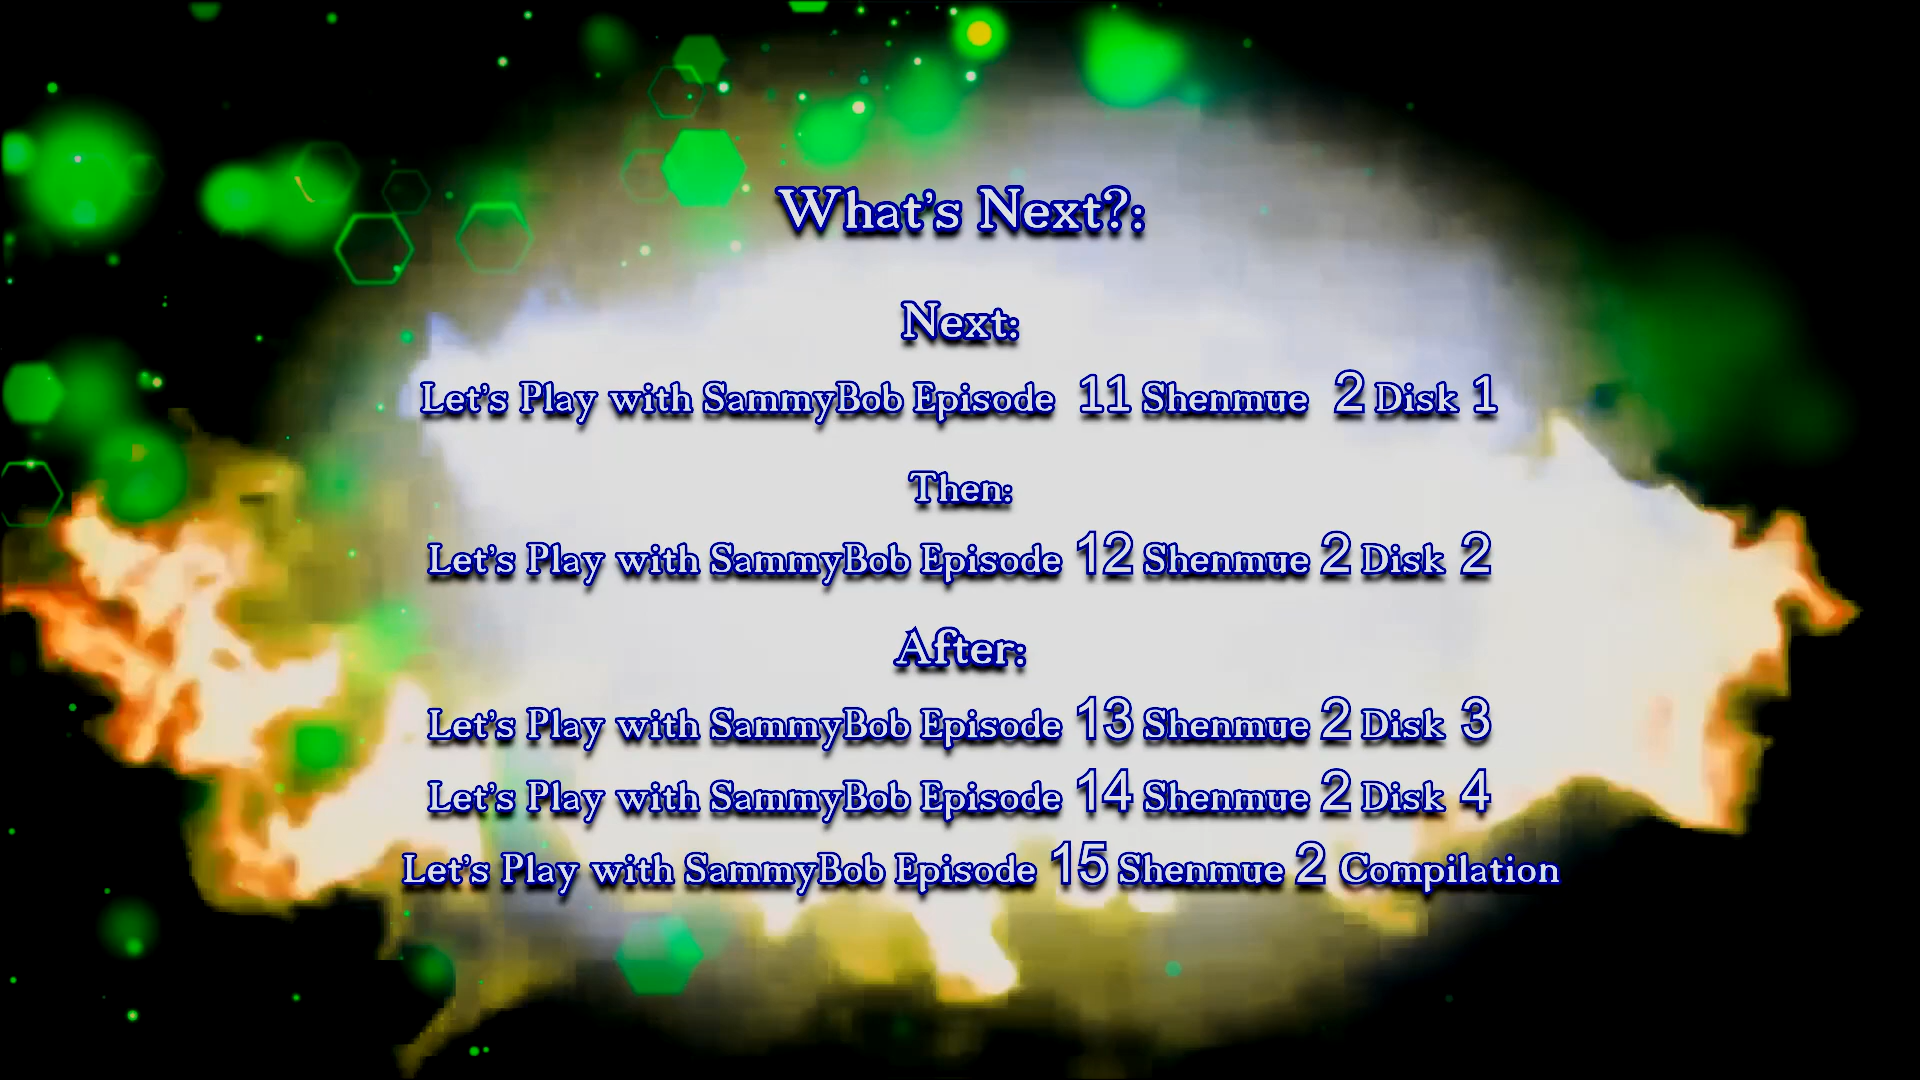 What's Next?:
Next:
Let's Play with SammyBob Episode 11 Shenmue 2 Disk 1
Then:
Let's Play with SammyBob Episode 12 Shenmue 2 Disk 2
After:
Let's Play with SammyBob Episode 13 Shenmue 2 Disk 3
Let's Play with SammyBob Episode 14 Shenmue 2 Disk 4
Let's Play with SammyBob Episode 15 Shenmue 2 Compilation